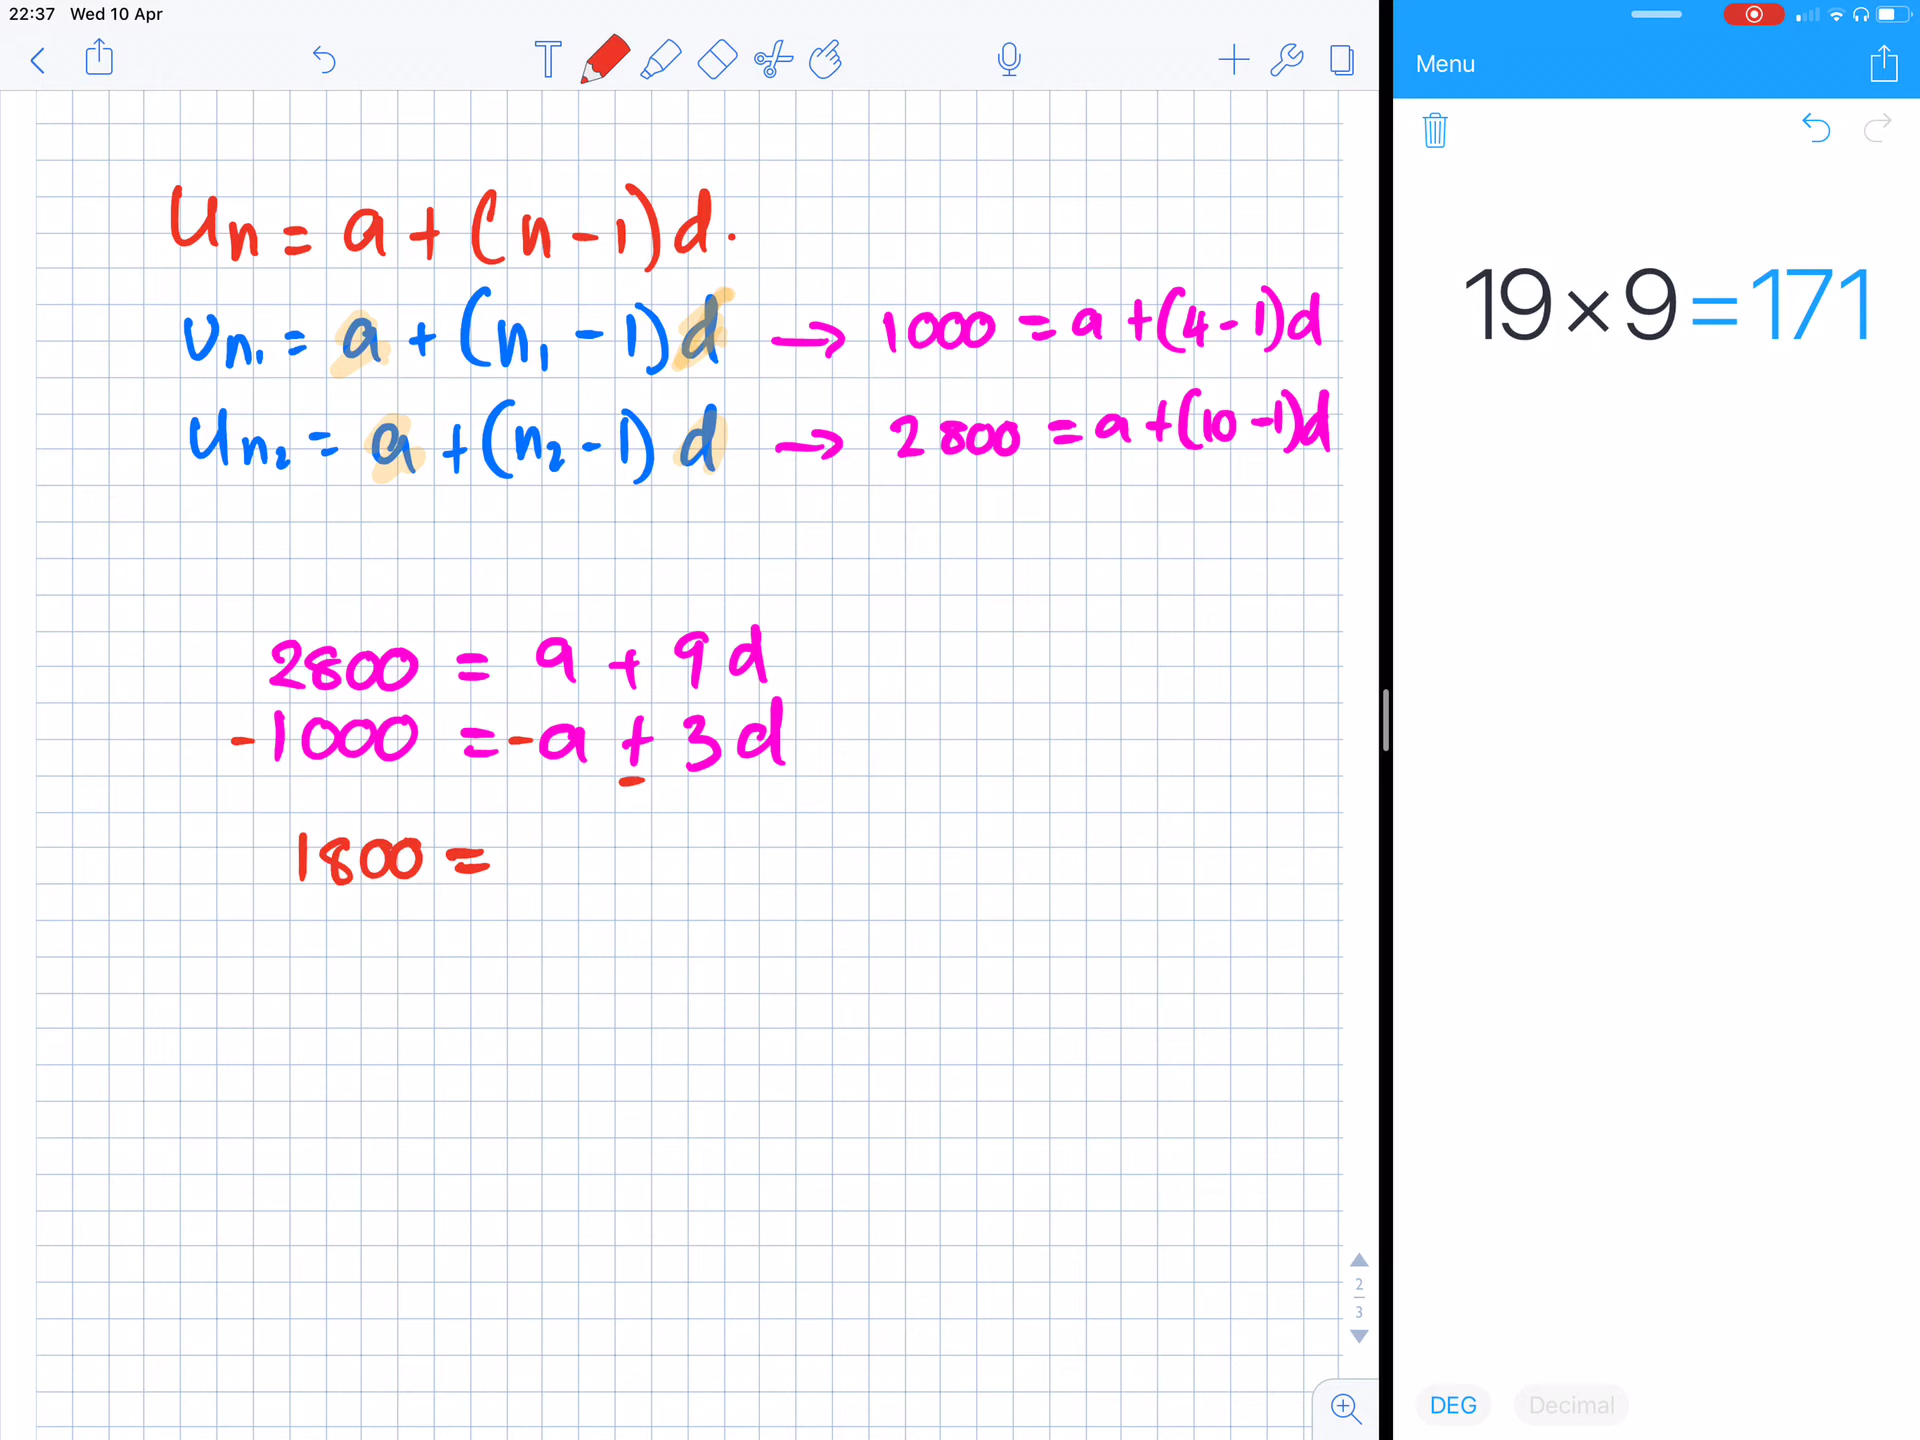 22:37 Wed 10 Apr
Menu
Un = a + (n - 1)d.
Un₁ = a + (n₁ - 1)d → 1000 = a + (4 - 1)d
Un₂ = a + (n₂ - 1)d → 2800 = a + (10 - 1)d
19×9=171
2800 = a + 9d
-1000 = -a + 3d
-
1800 =
2
3
DEG Decimal